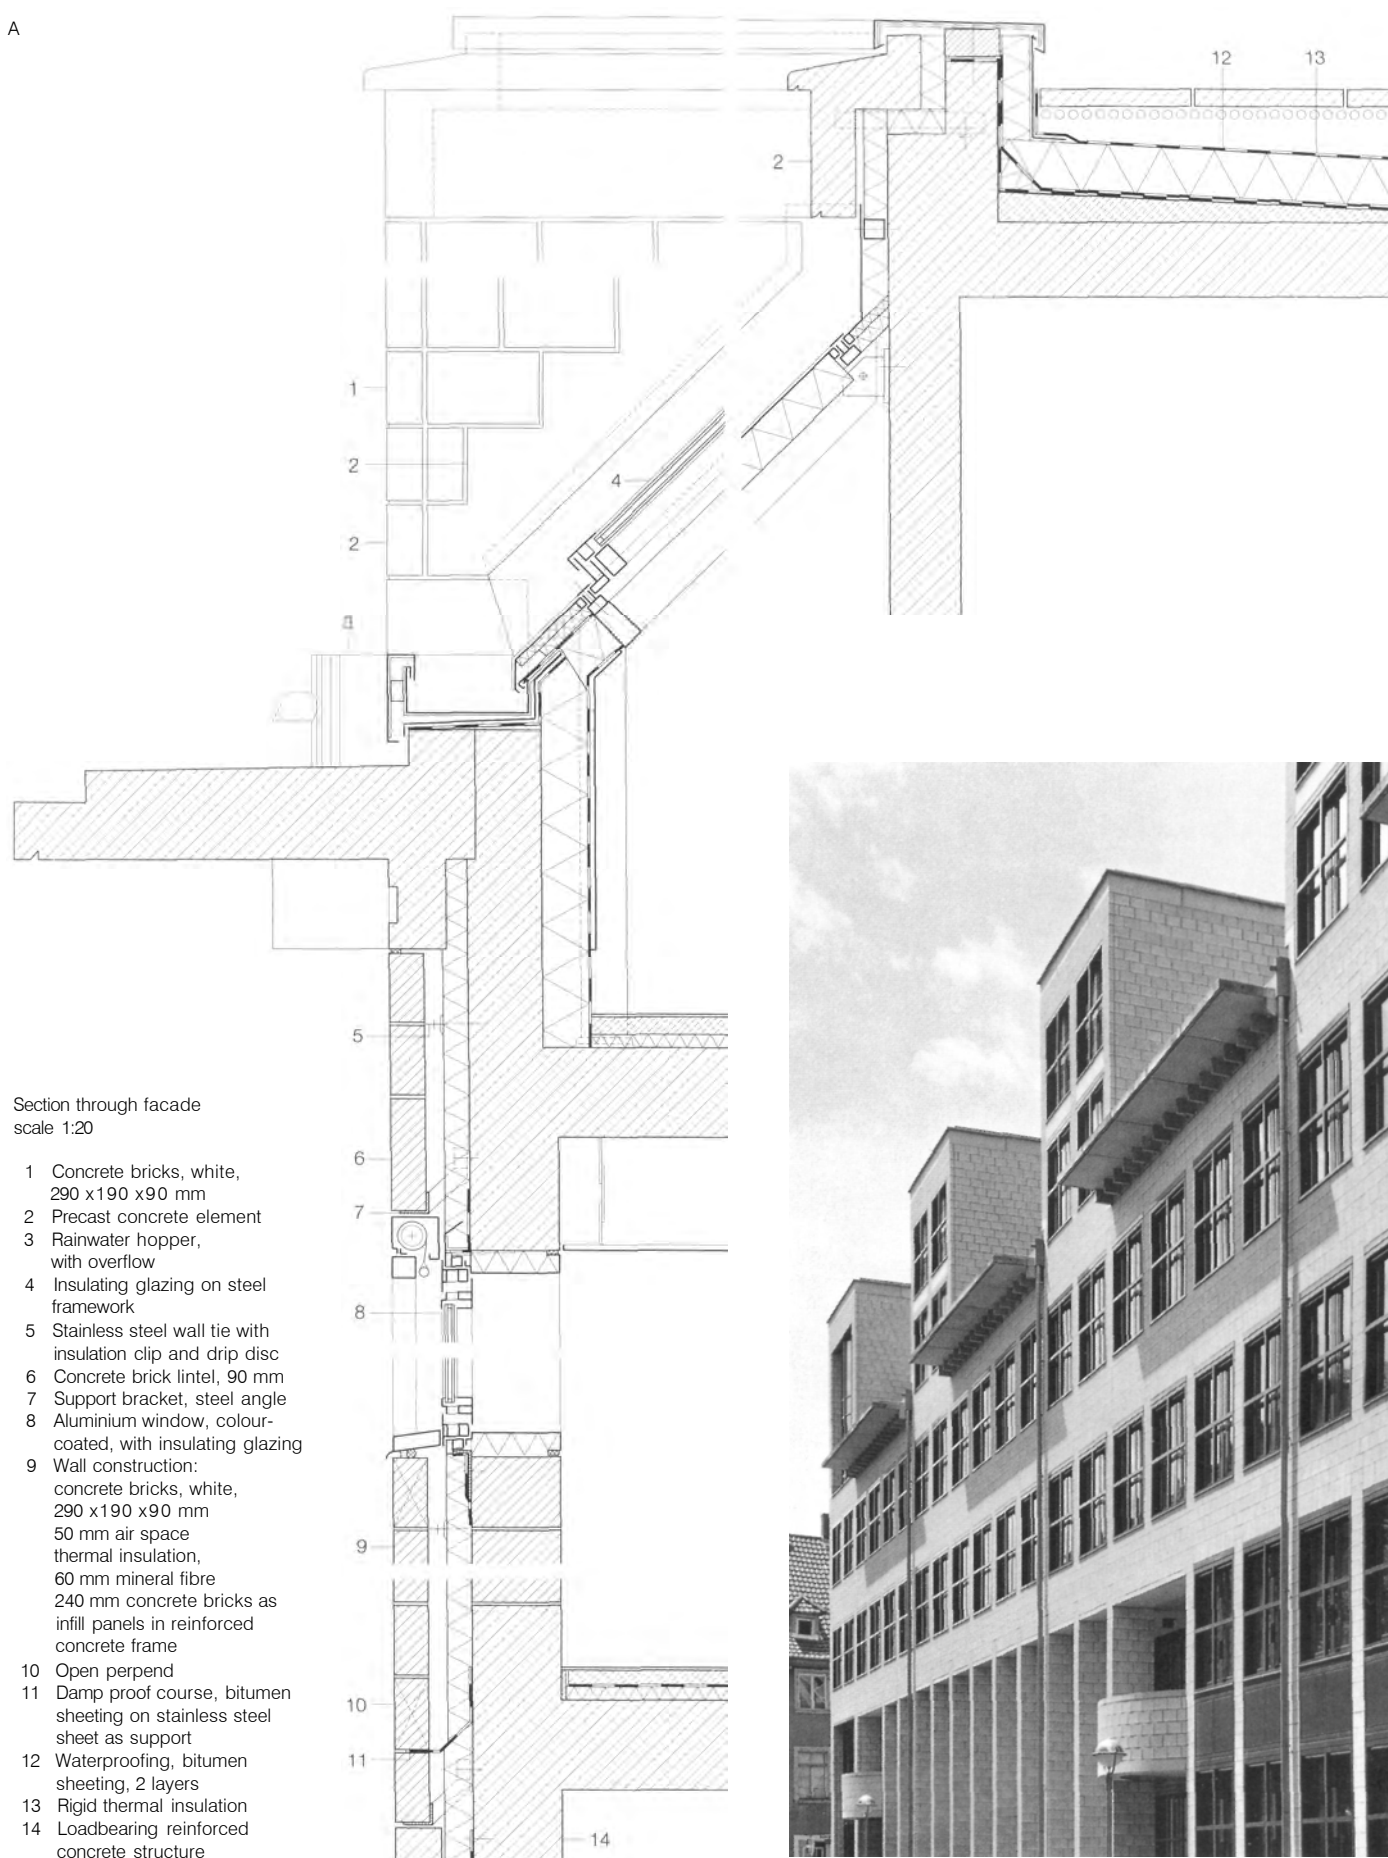 A
12 13
2
1
2
4
2
5
6
7
8
9
10
11
14
Section through facade
scale 1:20
1 Concrete bricks, white,
290 x190 x90 mm
2 Precast concrete element
3 Rainwater hopper,
with overflow
4 Insulating glazing on steel
framework
5 Stainless steel wall tie with
insulation clip and drip disc
6 Concrete brick lintel, 90 mm
7 Support bracket, steel angle
8 Aluminium window, colour-
coated, with insulating glazing
9 Wall construction:
concrete bricks, white,
290 x190 x90 mm
50 mm air space
thermal insulation,
60 mm mineral fibre
240 mm concrete bricks as
infill panels in reinforced
concrete frame
10 Open perpend
11 Damp proof course, bitumen
sheeting on stainless steel
sheet as support
12 Waterproofing, bitumen
sheeting, 2 layers
13 Rigid thermal insulation
14 Loadbearing reinforced
concrete structure